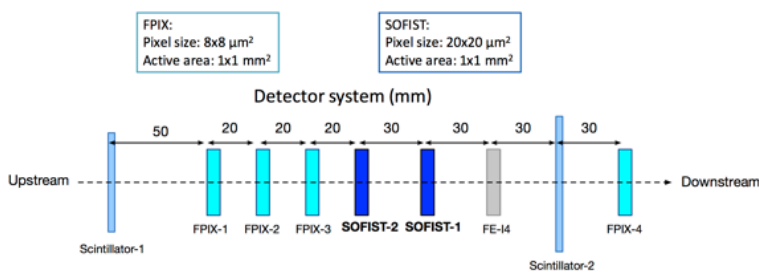 FPIX:
Pixel size: 8x8 μm²
Active area: 1x1 mm²
SOFIST:
Pixel size: 20x20 μm²
Active area: 1x1 mm²
Detector system (mm)
50 20 20 20 30 30 30 30
Upstream
Downstream
FPIX-1 FPIX-2 FPIX-3 SOFIST-2 SOFIST-1 FE-I4 FPIX-4
Scintillator-1
Scintillator-2